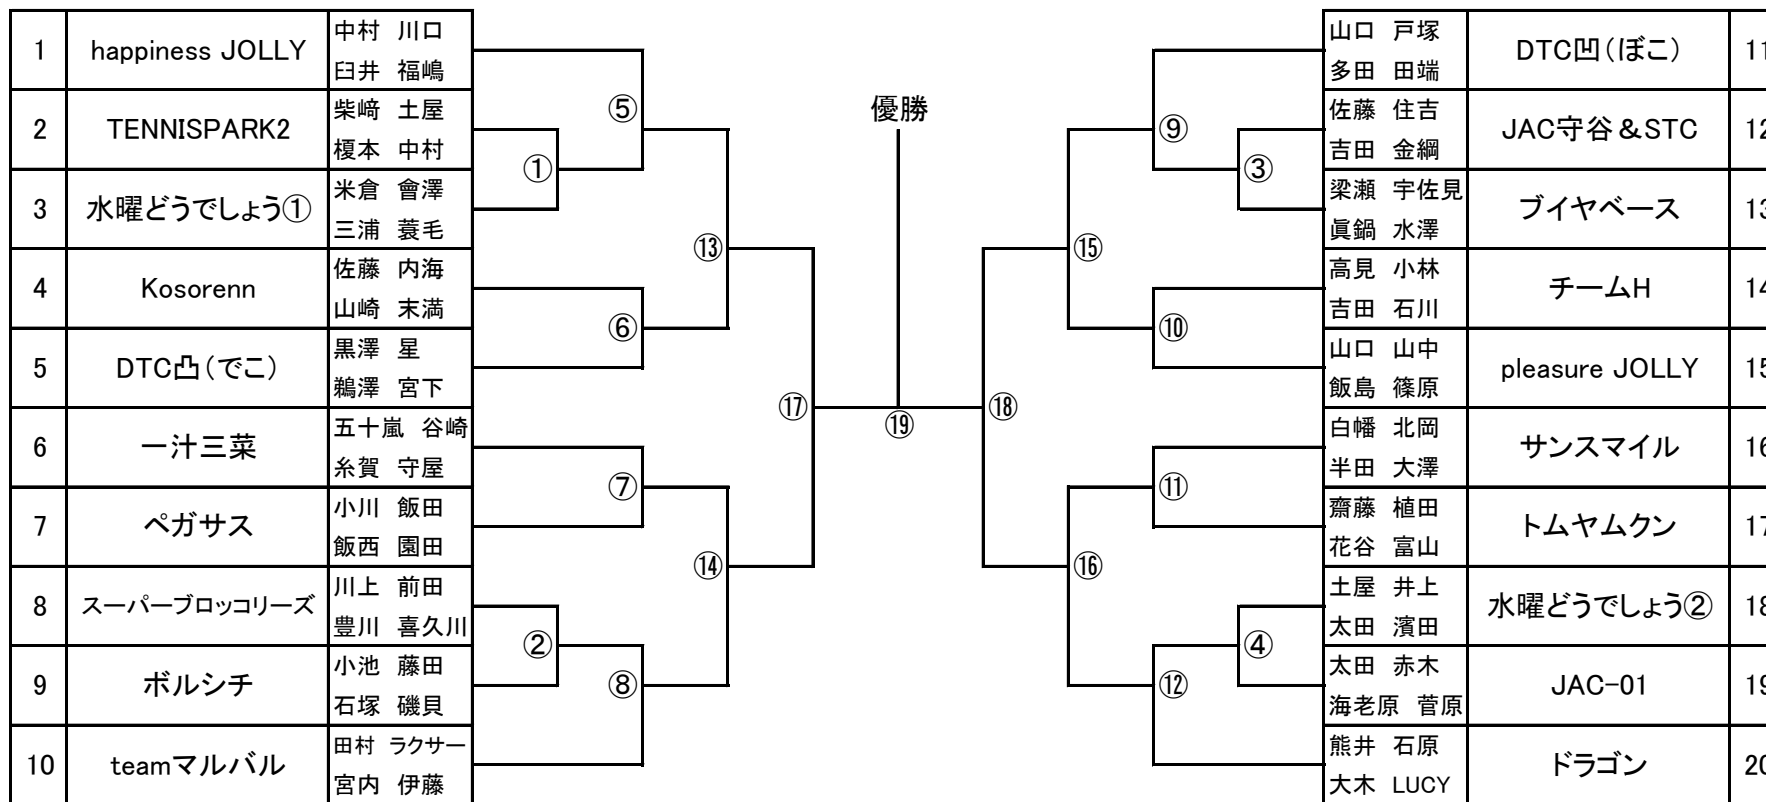 1 happiness JOLLY 中村 川口
臼井 福嶋
2 TENNISPARK2 柴﨑 土屋
榎本 中村
3 水曜どうでしょう① 米倉 會澤
三浦 蓑毛
4 Kosorenn 佐藤 内海
山崎 末満
5 DTC凸(でこ) 黒澤 星
鵜澤 宮下
6 一汁三菜 五十嵐 谷崎
糸賀 守屋
7 ペガサス 小川 飯田
飯西 園田
8 スーパーブロッコリーズ 川上 前田
豊川 喜久川
9 ボルシチ 小池 藤田
石塚 磯貝
10 teamマルバル 田村 ラクサー
宮内 伊藤
⑤
①
⑬
⑥
⑰
⑦
⑭
②
⑧
優勝
⑲
⑨
③
⑮
⑩
⑱
⑪
⑯
④
⑫
山口 戸塚 DTC凹(ぼこ) 11
多田 田端
佐藤 住吉 JAC守谷&STC 12
吉田 金綱
梁瀬 宇佐見 ブイヤベース 13
眞鍋 水澤
高見 小林 チームH 14
吉田 石川
山口 山中 pleasure JOLLY 15
飯島 篠原
白幡 北岡 サンスマイル 16
半田 大澤
齋藤 植田 トムヤムクン 17
花谷 富山
土屋 井上 水曜どうでしょう② 18
太田 濱田
太田 赤木 JAC-01 19
海老原 菅原
熊井 石原 ドラゴン 20
大木 LUCY